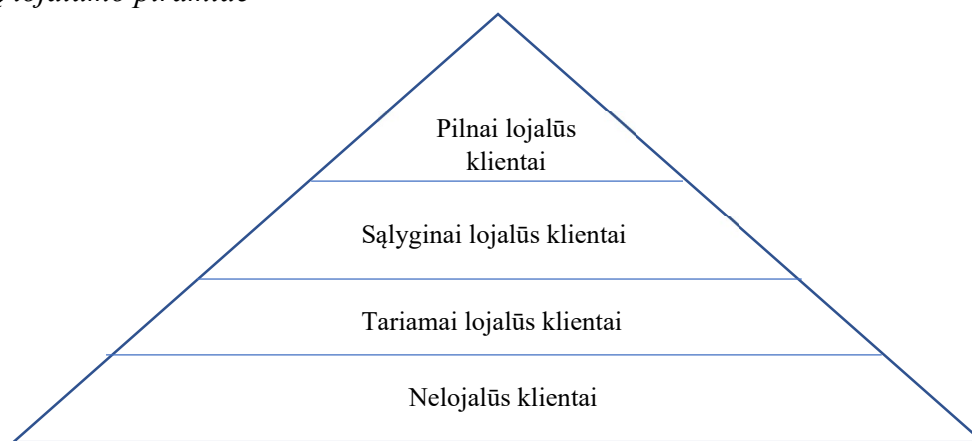 lojalumo piramidė
Pilnai lojalūs
klientai
Sąlyginai lojalūs klientai
Tariamai lojalūs klientai
Nelojalūs klientai